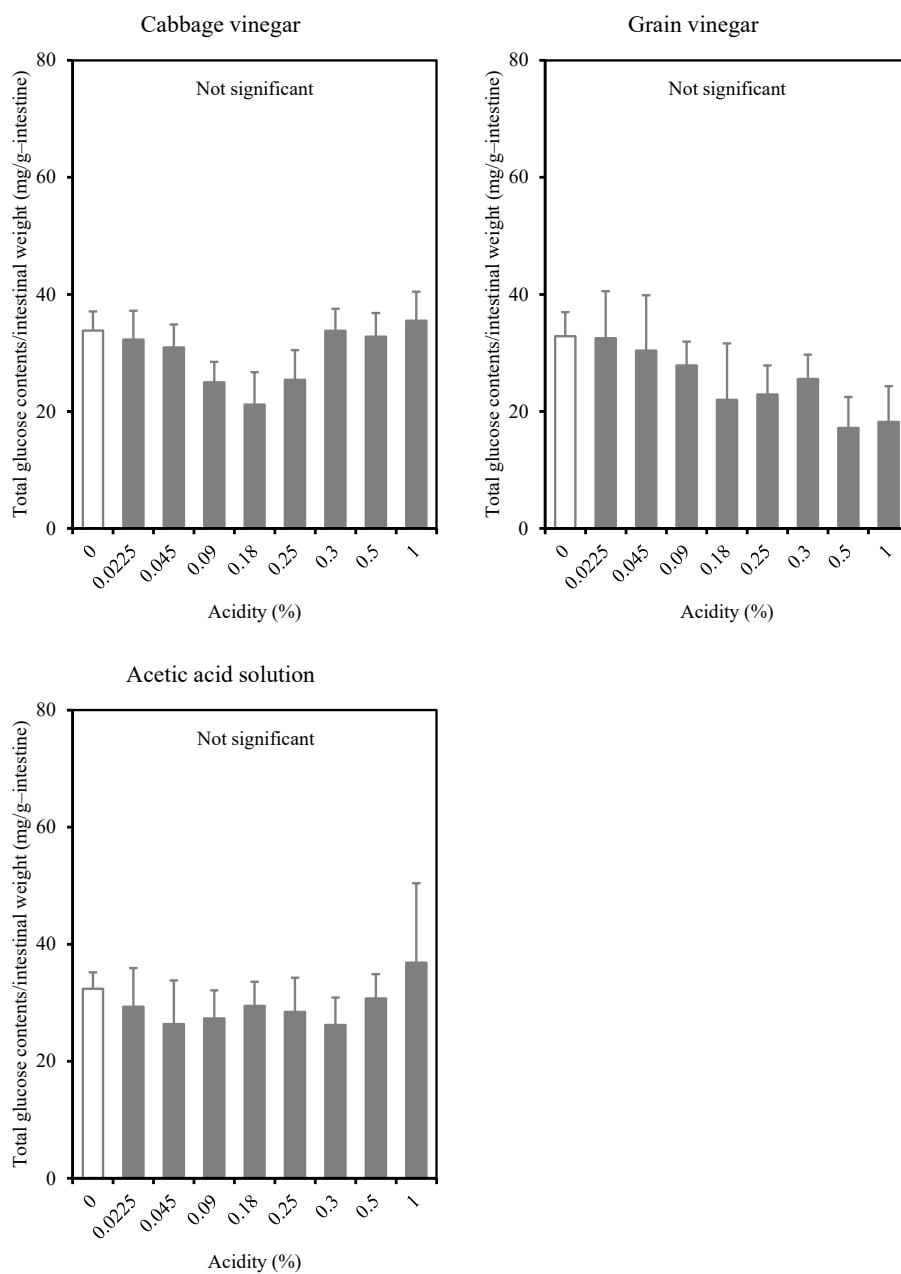 Cabbage vinegar
Total glucose contents/intestinal weight (mg/g–intestine)
80
60
40
20
0
Not significant
0 0.0225 0.045 0.09 0.18 0.25 0.3 0.5 1
Acidity (%)
Grain vinegar
Total glucose contents/intestinal weight (mg/g–intestine)
80
60
40
20
0
Not significant
0 0.0225 0.045 0.09 0.18 0.25 0.3 0.5 1
Acidity (%)
Acetic acid solution
Total glucose contents/intestinal weight (mg/g–intestine)
80
60
40
20
0
Not significant
0 0.0225 0.045 0.09 0.18 0.25 0.3 0.5 1
Acidity (%)